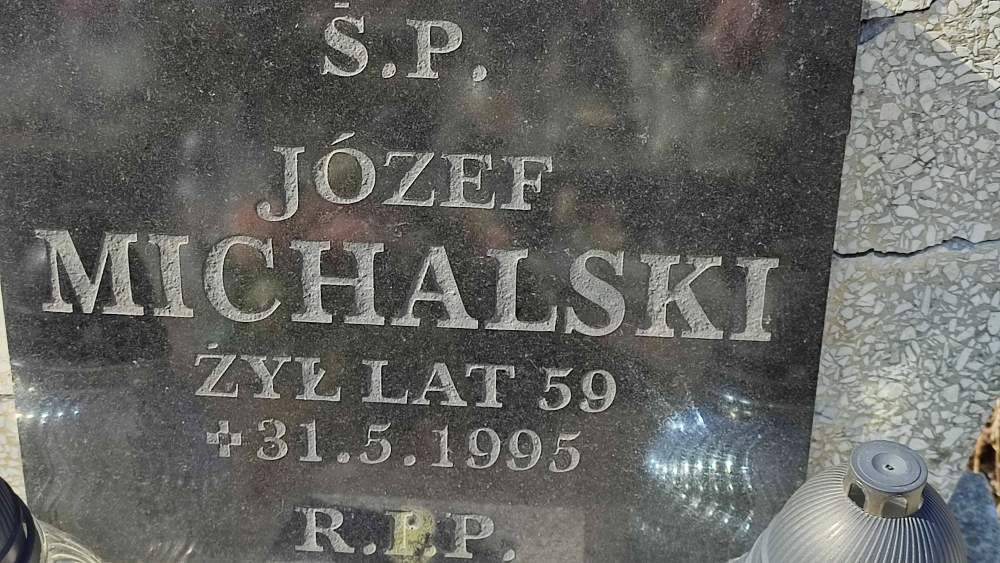 Ś.P.
JÓZEF
MICHALSKI
ŻYŁ LAT 59
✝31.5.1995
R.I.P.